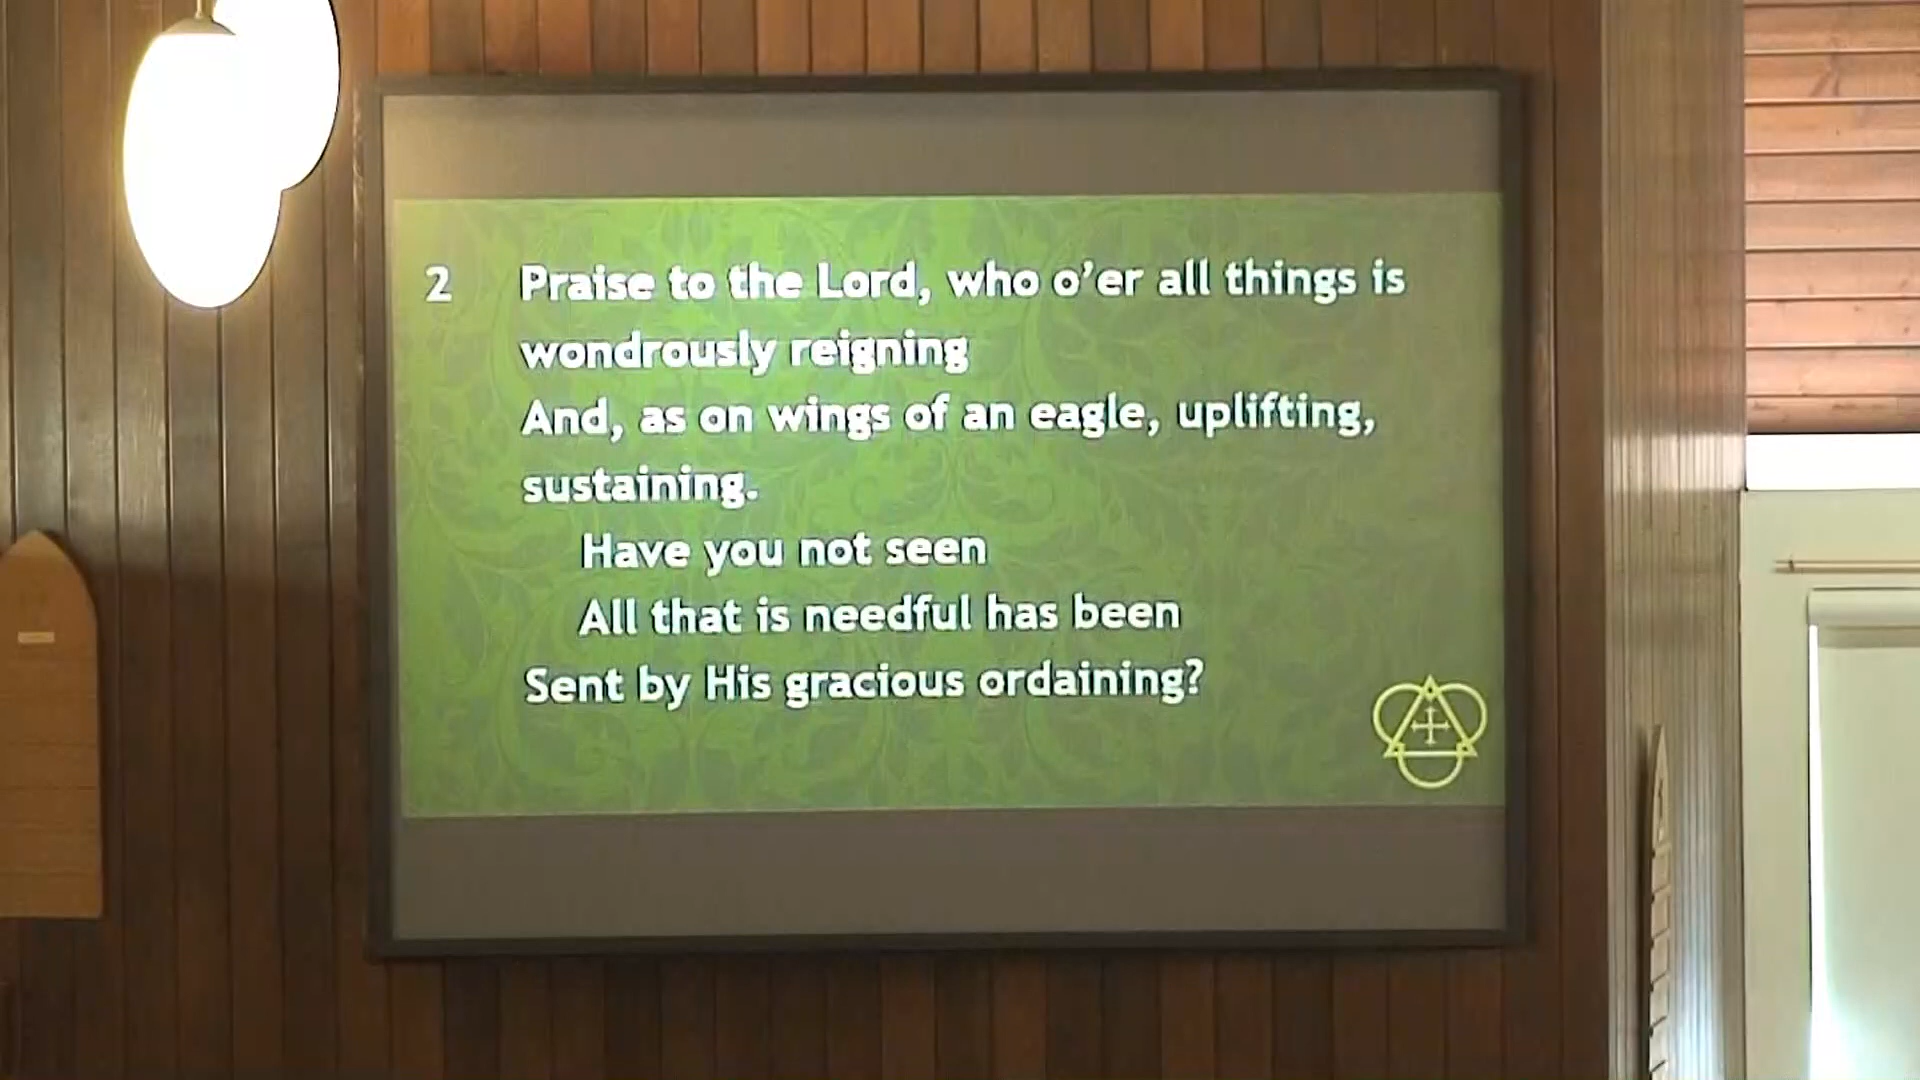 2 Praise to the Lord, who o'er all things is
wondrously reigning
And, as on wings of an eagle, uplifting,
sustaining.
Have you not seen
All that is needful has been
Sent by His gracious ordaining?